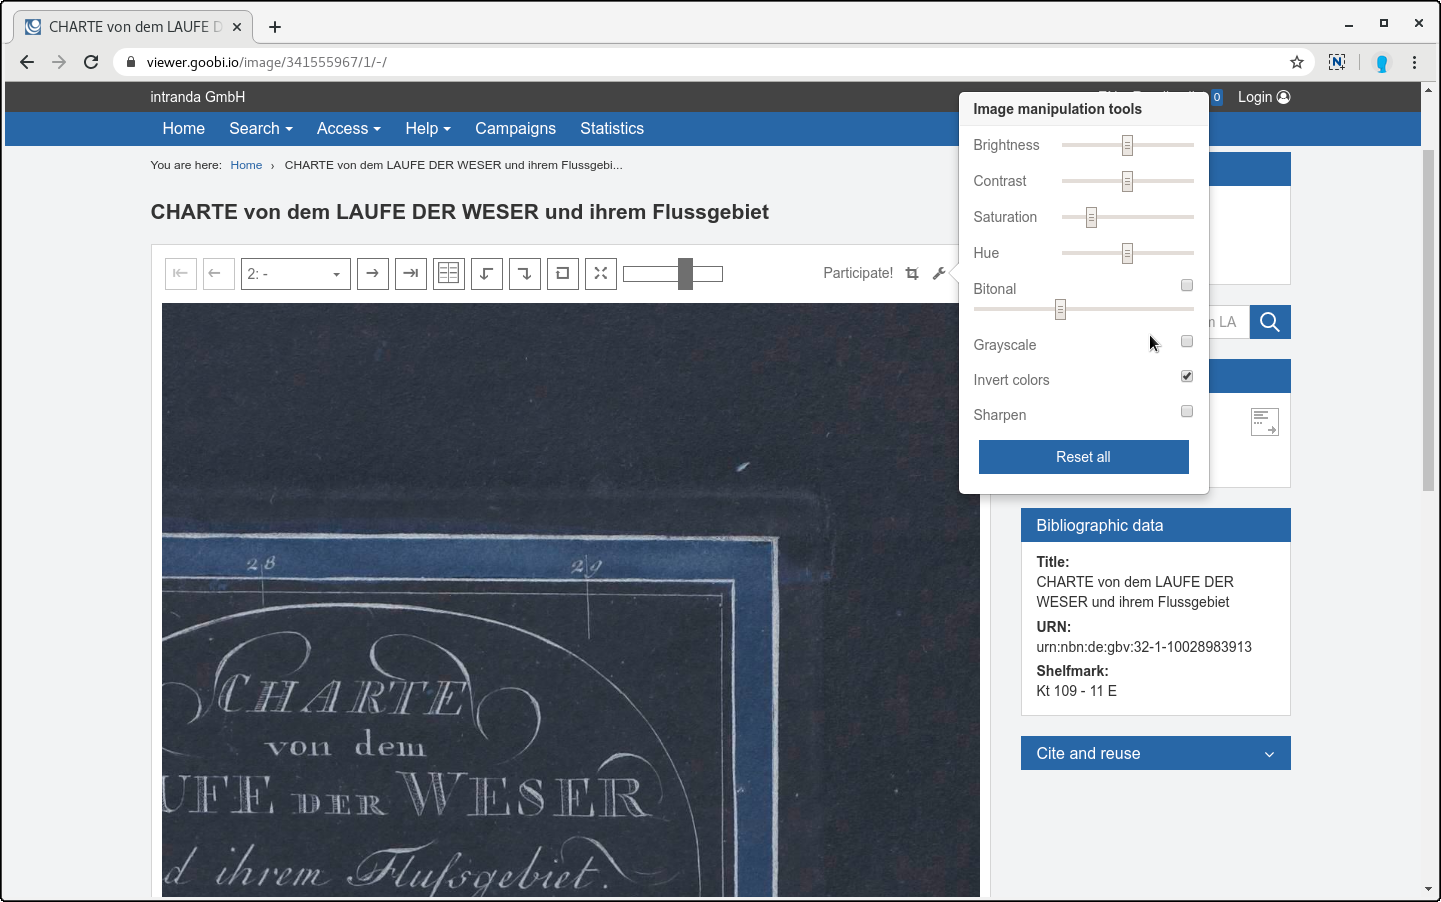 CHARTE von dem LAUFE D
viewer.goobi.io/image/341555967/1/-/
N
intranda GmbH
0
Login
Home
Search
Access
Help
Campaigns
Statistics
You are here:
Home
›
CHARTE von dem LAUFE DER WESER und ihrem Flussgebi...
CHARTE von dem LAUFE DER WESER und ihrem Flussgebiet
2: -
Participate!
Image manipulation tools
Brightness
Contrast
Saturation
Hue
Bitonal
Grayscale
Invert colors
Sharpen
Reset all
LA
28
29
CHARTE
von dem
UFE DER WESER
d ihrem Flußsgebiet.
Bibliographic data
Title:
CHARTE von dem LAUFE DER
WESER und ihrem Flussgebiet
URN:
urn:nbn:de:gbv:32-1-10028983913
Shelfmark:
Kt 109 - 11 E
Cite and reuse